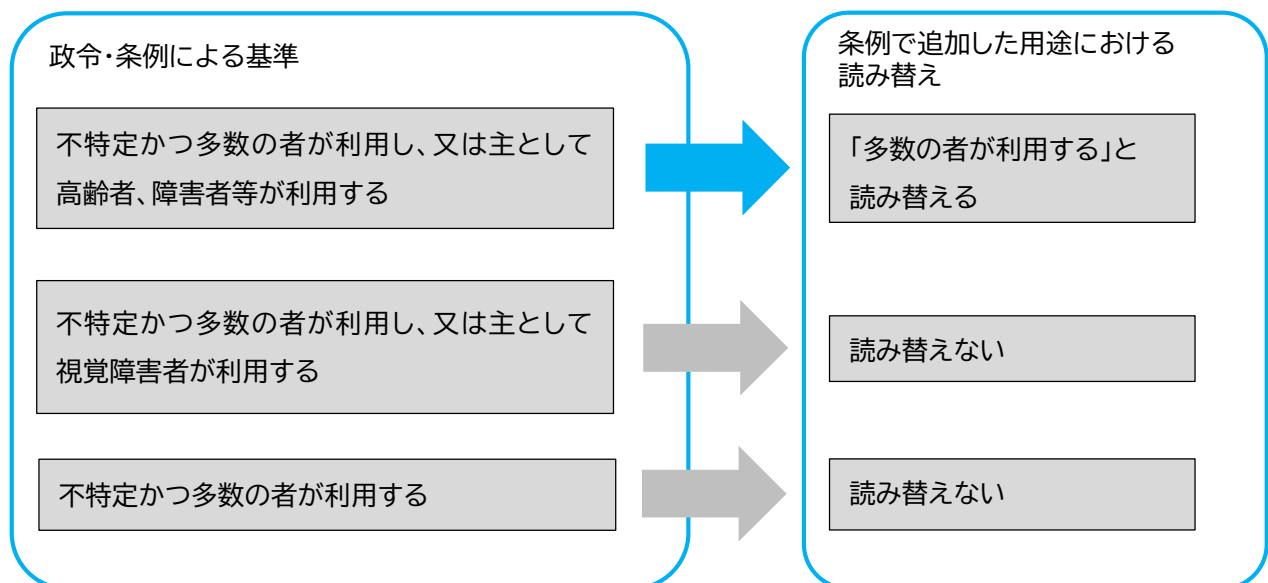 政令・条例による基準
不特定かつ多数の者が利用し、又は主として
高齢者、障害者等が利用する
不特定かつ多数の者が利用し、又は主として
視覚障害者が利用する
不特定かつ多数の者が利用する
条例で追加した用途における
読み替え
「多数の者が利用する」と
読み替える
読み替えない
読み替えない